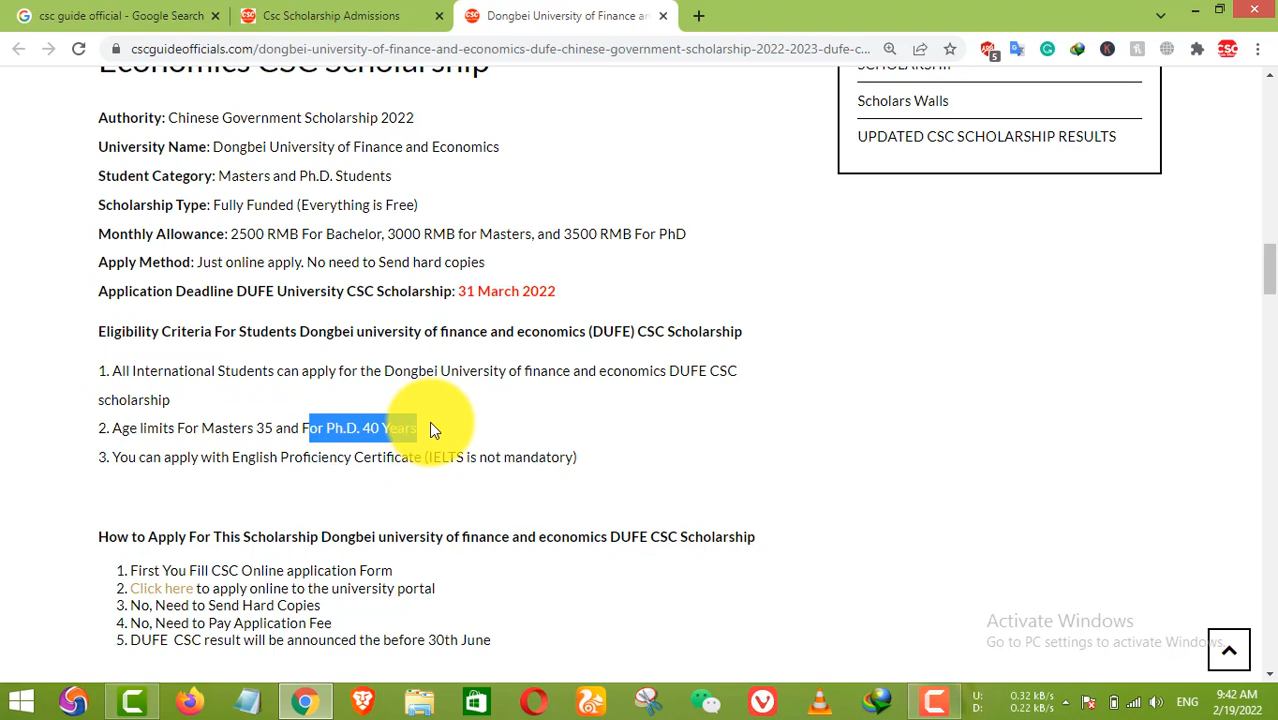 csc guide official - Google Search
Csc Scholarship Admissions
Dongbei University of Finance an
cscguideofficials.com/dongbei-university-of-finance-and-economics-dufe-chinese-government-scholarship-2022-2023-dufe-c...
5
Economics CSC Scholarship
SCHOLARSHIP
Scholars Walls
UPDATED CSC SCHOLARSHIP RESULTS
Authority: Chinese Government Scholarship 2022
University Name: Dongbei University of Finance and Economics
Student Category: Masters and Ph.D. Students
Scholarship Type: Fully Funded (Everything is Free)
Monthly Allowance: 2500 RMB For Bachelor, 3000 RMB for Masters, and 3500 RMB For PhD
Apply Method: Just online apply. No need to Send hard copies
Application Deadline DUFE University CSC Scholarship: 31 March 2022
Eligibility Criteria For Students Dongbei university of finance and economics (DUFE) CSC Scholarship
1. All International Students can apply for the Dongbei University of finance and economics DUFE CSC
scholarship
2. Age limits For Masters 35 and For Ph.D. 40 Years
3. You can apply with English Proficiency Certificate (IELTS is not mandatory)
How to Apply For This Scholarship Dongbei university of finance and economics DUFE CSC Scholarship
1. First You Fill CSC Online application Form
2. Click here to apply online to the university portal
3. No, Need to Send Hard Copies
4. No, Need to Pay Application Fee
5. DUFE CSC result will be announced the before 30th June
Activate Windows
Go to PC settings to activate Windows.
U: 0.32 kB/s
D: 0.22 kB/s
ENG
9:42 AM
2/19/2022